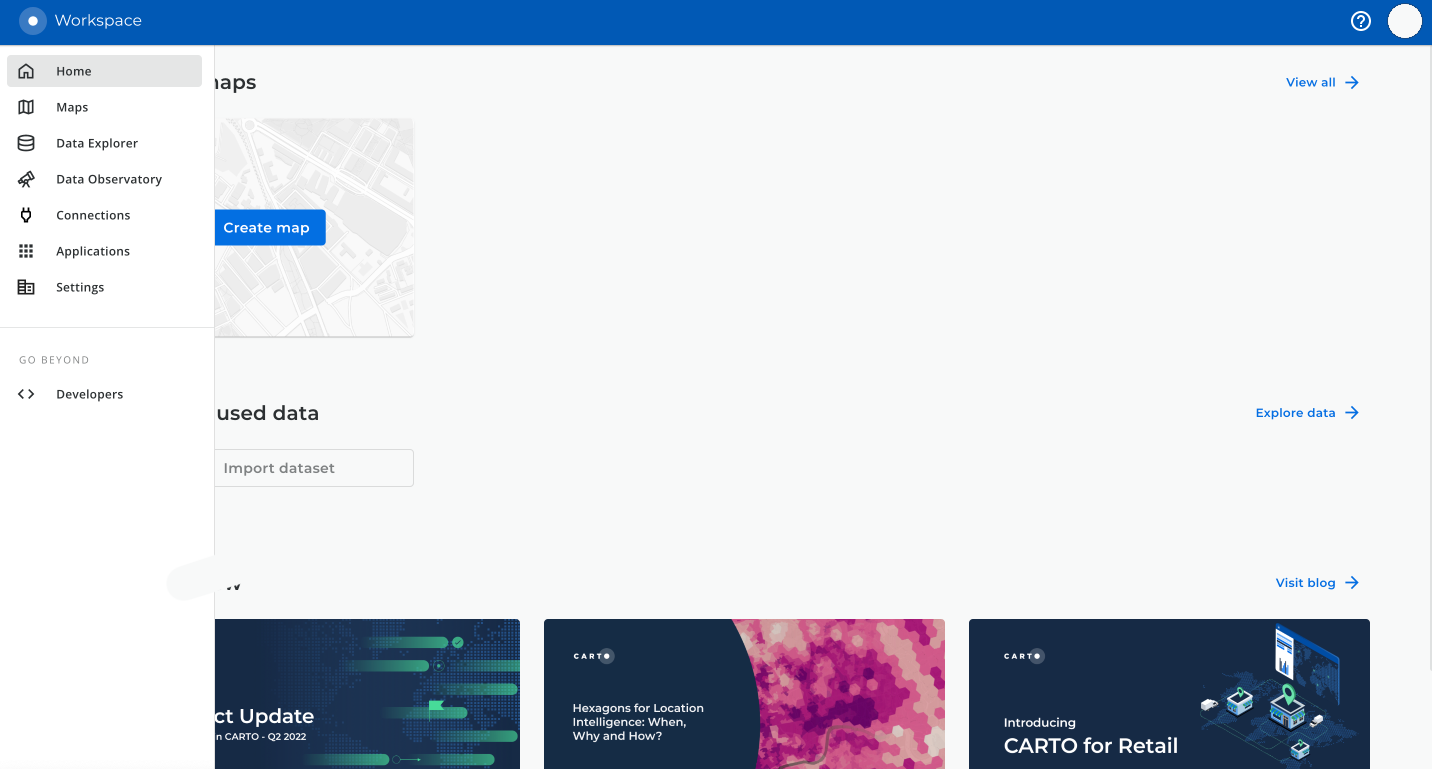 Workspace
Home
Maps
Data Explorer
Data Observatory
Connections
Applications
Settings
GO BEYOND
Developers
maps
View all
Create map
used data
Explore data
Import dataset
Visit blog
ct Update
n CARTO - Q2 2022
CARTO
Hexagons for Location
Intelligence: When,
Why and How?
CARTO
Introducing
CARTO for Retail